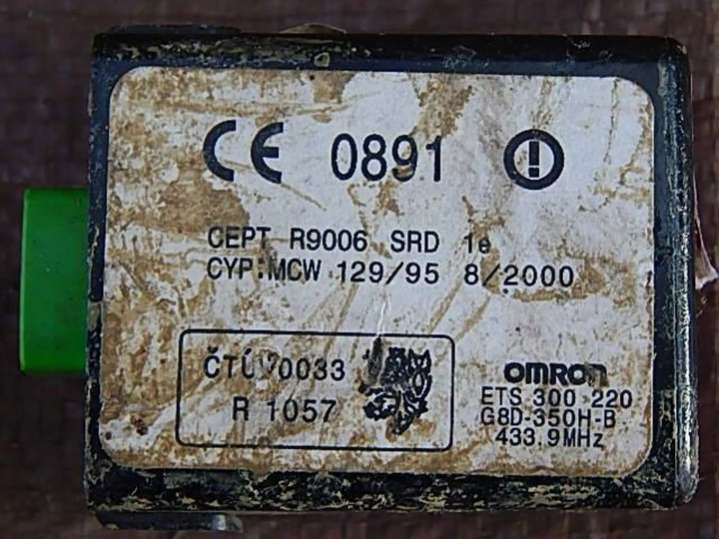 CE 0891
CEPT R9006 SRD 1e
CYP:MCW 129/95 8/2000
ČTÚ 70033
R 1057
OMRON
ETS 300 220
G8D-350H-B
433.9MHz